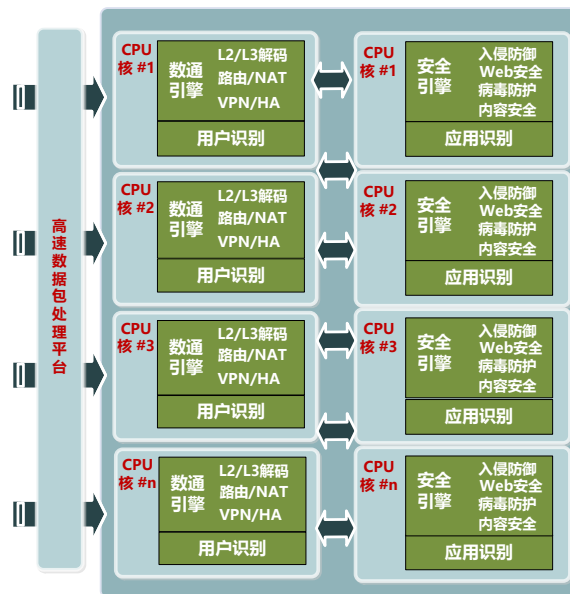 高速数据包处理平台
CPU
核 #1
数通
引擎
L2/L3解码
路由/NAT
VPN/HA
用户识别
CPU
核 #1
安全
引擎
入侵防御
Web安全
病毒防护
内容安全
应用识别
CPU
核 #2
数通
引擎
L2/L3解码
路由/NAT
VPN/HA
用户识别
CPU
核 #2
安全
引擎
入侵防御
Web安全
病毒防护
内容安全
应用识别
CPU
核 #3
数通
引擎
L2/L3解码
路由/NAT
VPN/HA
用户识别
CPU
核 #3
安全
引擎
入侵防御
Web安全
病毒防护
内容安全
应用识别
CPU
核 #n
数通
引擎
L2/L3解码
路由/NAT
VPN/HA
用户识别
CPU
核 #n
安全
引擎
入侵防御
Web安全
病毒防护
内容安全
应用识别